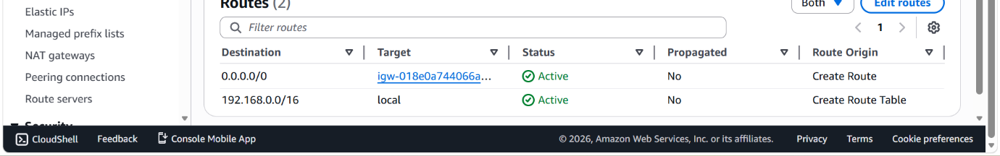 Elastic IPs
Managed prefix lists
NAT gateways
Peering connections
Route servers
Security
Routes (2)
Both
Edit routes
Filter routes
1
Destination Target Status Propagated Route Origin
0.0.0.0/0 igw-018e0a744066a... Active No Create Route
192.168.0.0/16 local Active No Create Route Table
CloudShell Feedback Console Mobile App © 2026, Amazon Web Services, Inc. or its affiliates. Privacy Terms Cookie preferences